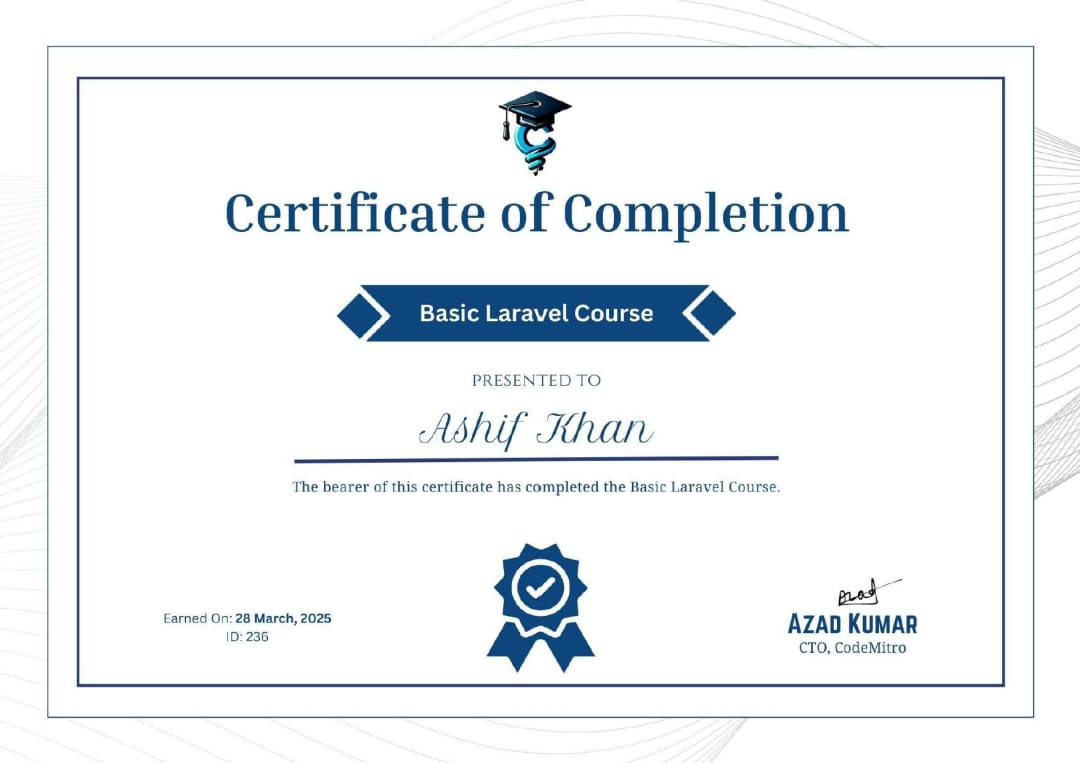 Certificate of Completion
Basic Laravel Course
PRESENTED TO
Ashif Khan
The bearer of this certificate has completed the Basic Laravel Course.
Earned On: 28 March, 2025
ID: 236
Azad
AZAD KUMAR
CTO, CodeMitro